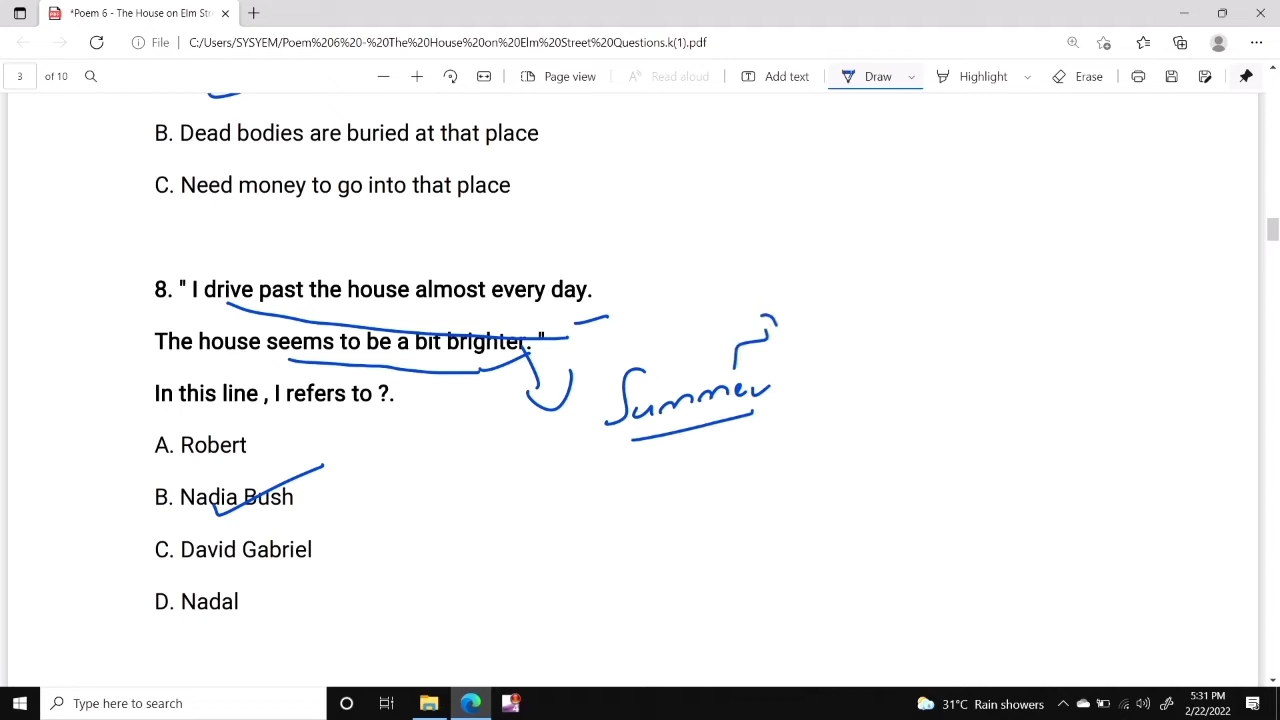 *Poem 6 - The House on Elm Str
File C:/Users/SYSYEM/Poem%206%20-%20The%20House%20on%20Elm%20Street%20Questions.k(1).pdf
3 of 10 Page view Read aloud Add text Draw Highlight Erase
B. Dead bodies are buried at that place
C. Need money to go into that place
8. " I drive past the house almost every day.
The house seems to be a bit brighter. "
Summer
In this line , I refers to ?.
A. Robert
B. Nadia Bush
C. David Gabriel
D. Nadal
Type here to search
31°C Rain showers
5:31 PM
2/22/2022